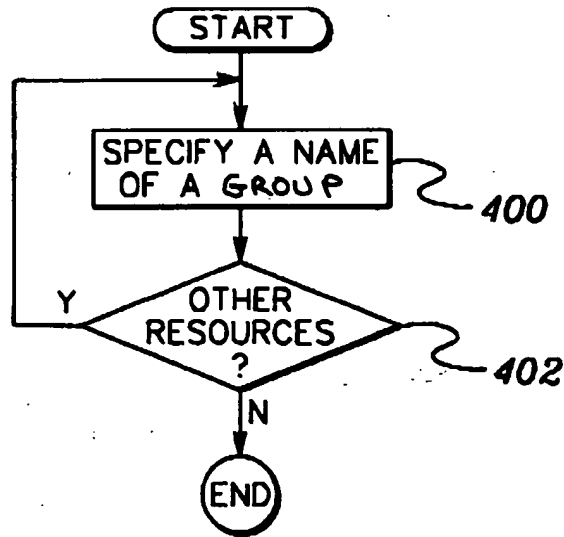 START
SPECIFY A NAME
OF A GROUP
400
Y
OTHER
RESOURCES
?
402
N
END